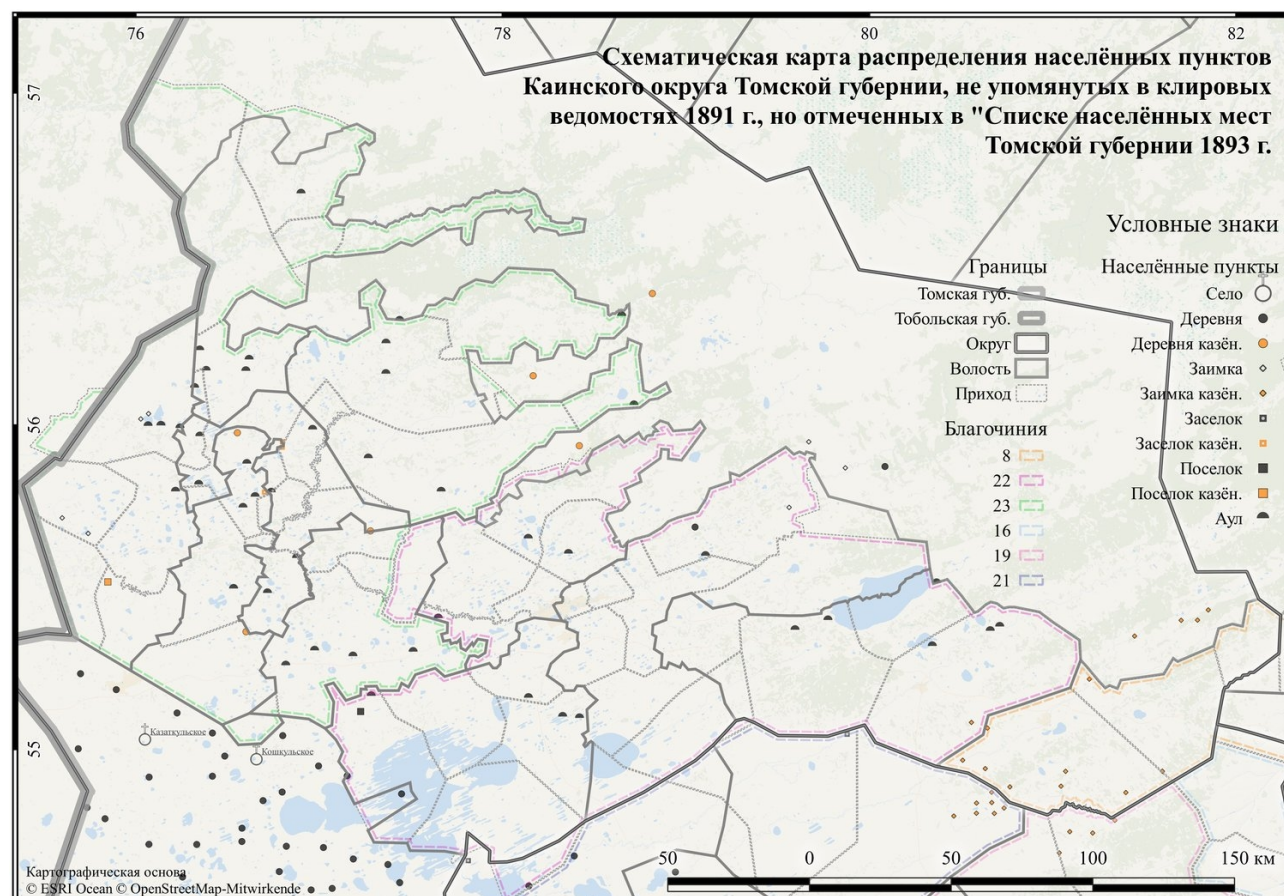 76
78
80
82
Схематическая карта распределения населённых пунктов
Каинского округа Томской губернии, не упомянутых в клировых
ведомостях 1891 г., но отмеченных в "Списке населённых мест
Томской губернии 1893 г.
57
56
55
Условные знаки
Границы
Томская губ.
Тобольская губ.
Округ
Волость
Приход
Благочиния
8
22
23
16
19
21
Населённые пункты
Село
Деревня
Деревня казён.
Заимка
Заимка казён.
Заселок
Заселок казён.
Поселок
Поселок казён.
Аул
Казаткульское
Кошкульское
50
0
50
100
150 км
Картографическая основа
© ESRI Ocean © OpenStreetMap-Mitwirkende